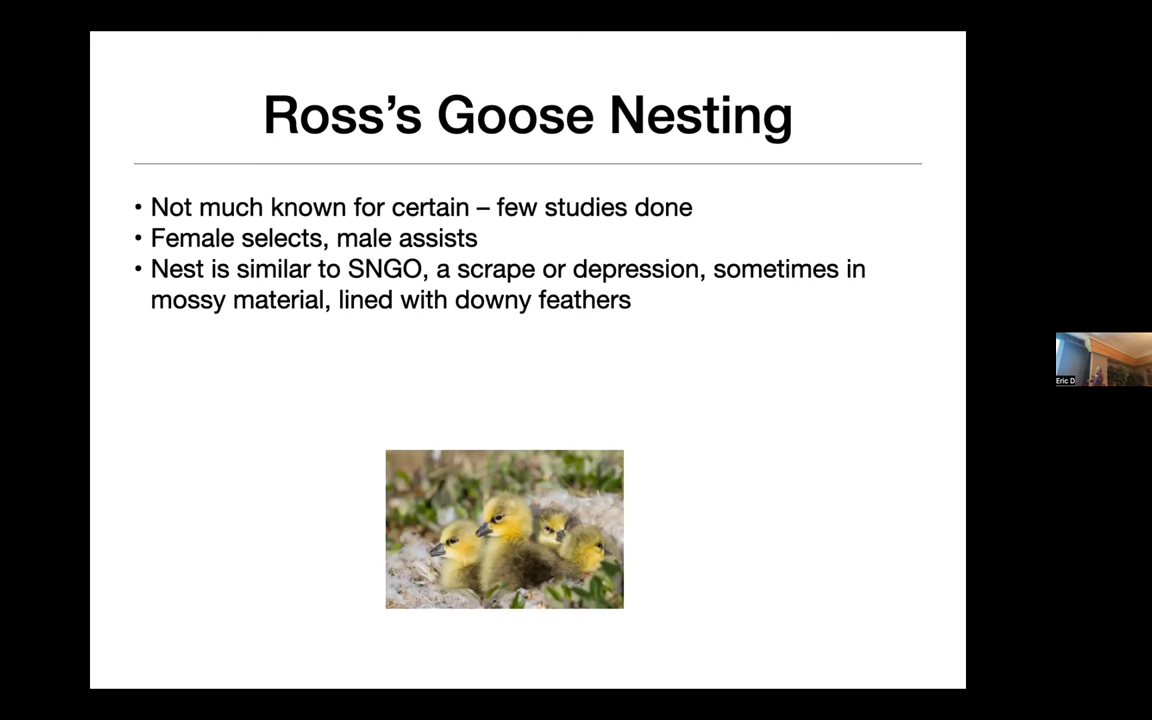 Ross’s Goose Nesting
• Not much known for certain – few studies done
• Female selects, male assists
• Nest is similar to SNGO, a scrape or depression, sometimes in
mossy material, lined with downy feathers
Eric D